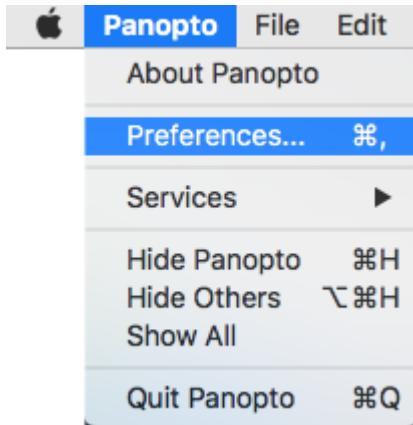 Panopto File Edit
About Panopto
Preferences... ⌘,
Services ▶
Hide Panopto ⌘H
Hide Others ⌥⌘H
Show All
Quit Panopto ⌘Q